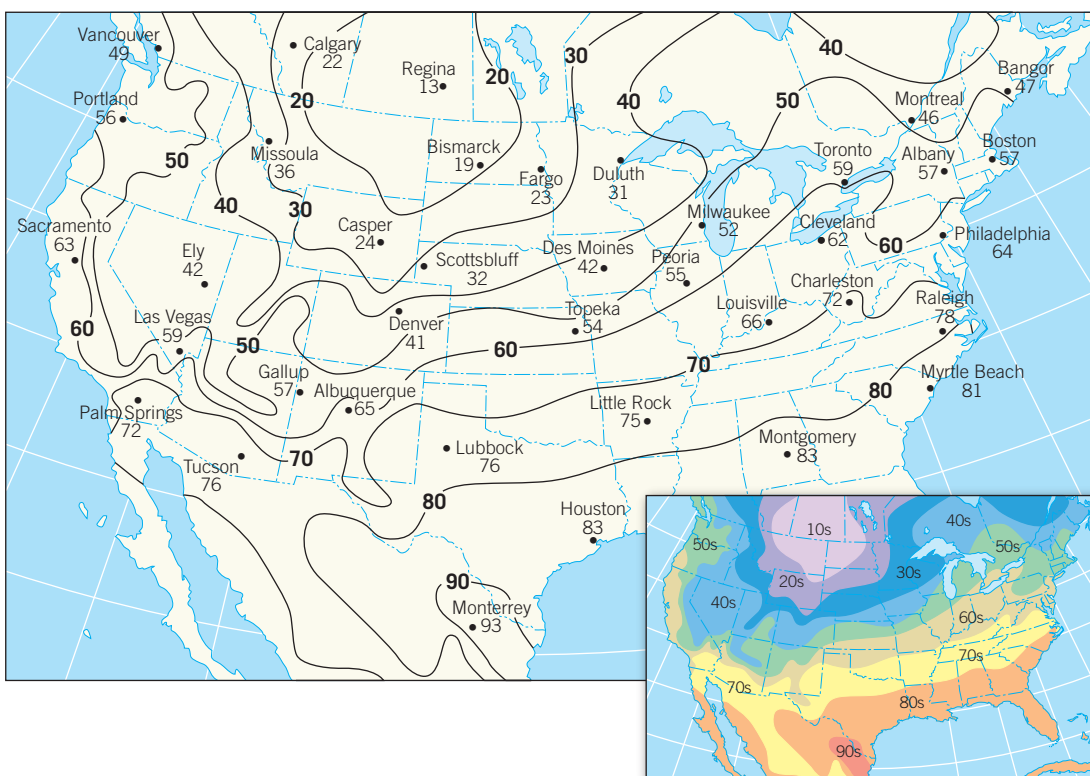 Vancouver
49
Calgary
22
Regina
13
20
30
40
40
Bangor
47
Portland
56
20
50
Montreal
46
50
Missoula
36
Bismarck
19
Fargo
23
Duluth
31
Toronto
59
Albany
57
Boston
57
40
30
Sacramento
63
Ely
42
Casper
24
Scottsbluff
32
Des Moines
42
Milwaukee
52
Peoria
55
Cleveland
62
60
Philadelphia
64
Las Vegas
59
60
50
Denver
41
60
Topeka
54
Louisville
66
Charleston
72
Raleigh
78
Gallup
57
Albuquerque
65
70
80
Myrtle Beach
81
Palm Springs
72
Tucson
76
70
Lubbock
76
Little Rock
75
Montgomery
83
80
Houston
83
90
Monterrey
93
10s
40s
50s
50s
20s
30s
40s
60s
70s
70s
80s
90s